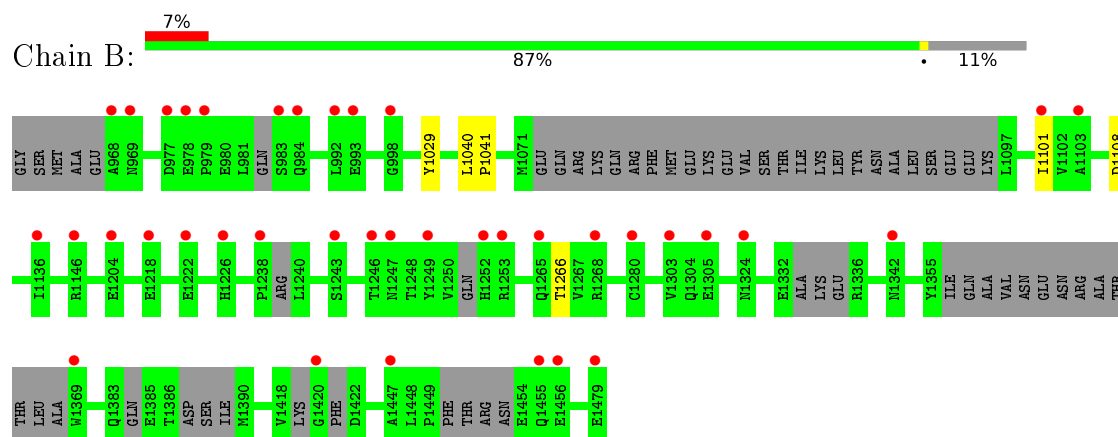 7%
Chain B:
87%
•
11%
GLY SER MET ALA GLU A968 N969 D977 E978 P979 E980 L981 GLN S983 Q984 L992 E993 G998 Y1029 L1040 P1041 M1071 GLU GLN ARG LYS GLN ARG PHE MET GLU LYS GLU VAL SER THR ILE LYS LEU TYR ASN ALA LEU SER GLU GLU LYS L1097 I1101 V1102 A1103 D1108
I1136 R1146 E1204 E1218 E1222 H1226 P1238 ARG L1240 S1243 T1246 N1247 T1248 Y1249 V1250 GLN H1252 R1253 Q1265 T1266 V1267 R1268 C1280 V1303 Q1304 E1305 N1324 E1332 ALA LYS GLU R1336 N1342 Y1355 ILE GLN ALA VAL ASN GLU ASN ARG ALA THR
THR LEU ALA W1369 Q1383 GLN E1385 T1386 ASP SER ILE M1390 V1418 LYS G1420 PHE D1422 A1447 L1448 P1449 PHE THR ARG ASN E1454 Q1455 E1456 E1479